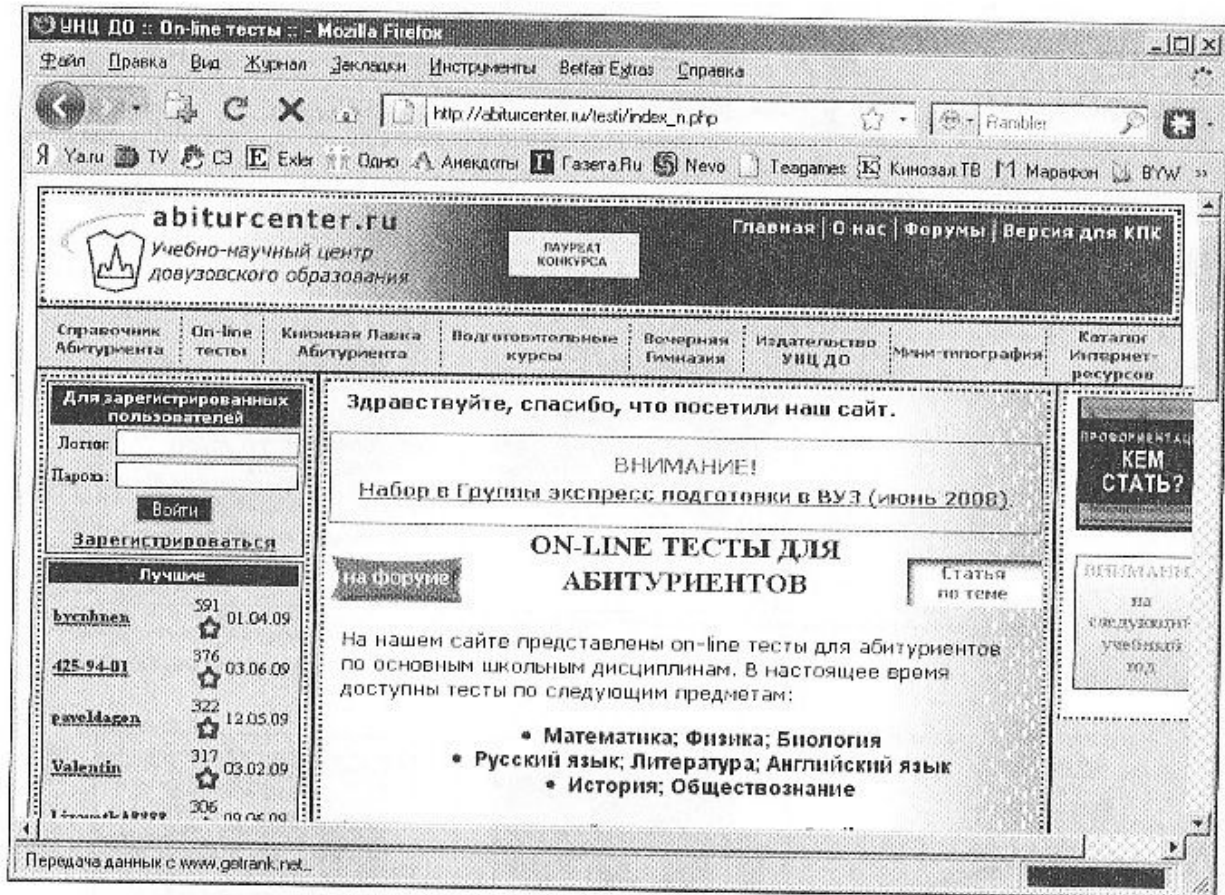 УНЦ ДО :: On-line тесты :: - Mozilla Firefox
Файл Правка Вид Журнал Закладки Инструменты Betfair Extras Справка
http://abiturcenter.ru/testi/index_n.php
Rambler
Ya.ru TV СЭ Exler Одно Анекдоты Газета.Ru Nevo Teagames Кинозал ТВ Марафон BYW »
abiturcenter.ru
Учебно-научный центр
довузовского образования
ЛАУРЕАТ
КОНКУРСА
Главная | О нас | Форумы | Версия для КПК
Справочник Абитуриента
On-line тесты
Книжная Лавка Абитуриента
Подготовительные курсы
Вечерняя Гимназия
Издательство УНЦ ДО
Мини-типография
Каталог Интернет-ресурсов
Для зарегистрированных
пользователей
Логин:
Пароль:
Войти
Зарегистрироваться
Лучшие
bycnhnen 591 01.04.09
425-94-01 376 03.06.09
paveldagen 322 12.05.09
Valentin 317 03.02.09
306
Здравствуйте, спасибо, что посетили наш сайт.
ВНИМАНИЕ!
Набор в Группы экспресс подготовки в ВУЗ (июнь 2008)
на форуме
ON-LINE ТЕСТЫ ДЛЯ
АБИТУРИЕНТОВ
Статья
по теме
На нашем сайте представлены on-line тесты для абитуриентов
по основным школьным дисциплинам. В настоящее время
доступны тесты по следующим предметам:
• Математика; Физика; Биология
• Русский язык; Литература; Английский язык
• История; Обществознание
КЕМ
СТАТЬ?
на
учебный
год
Передача данных с www.getrank.net...